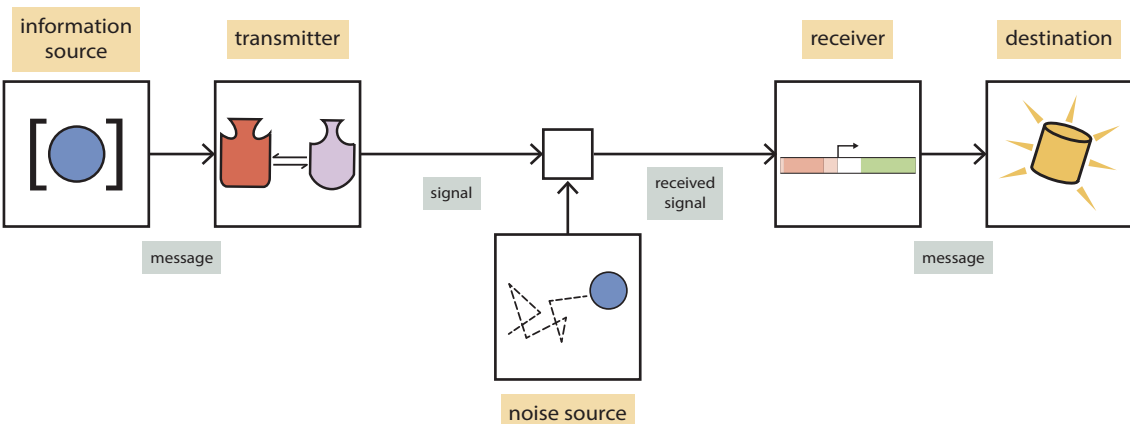 information
source
transmitter
receiver
destination
signal
received
signal
message
message
noise source